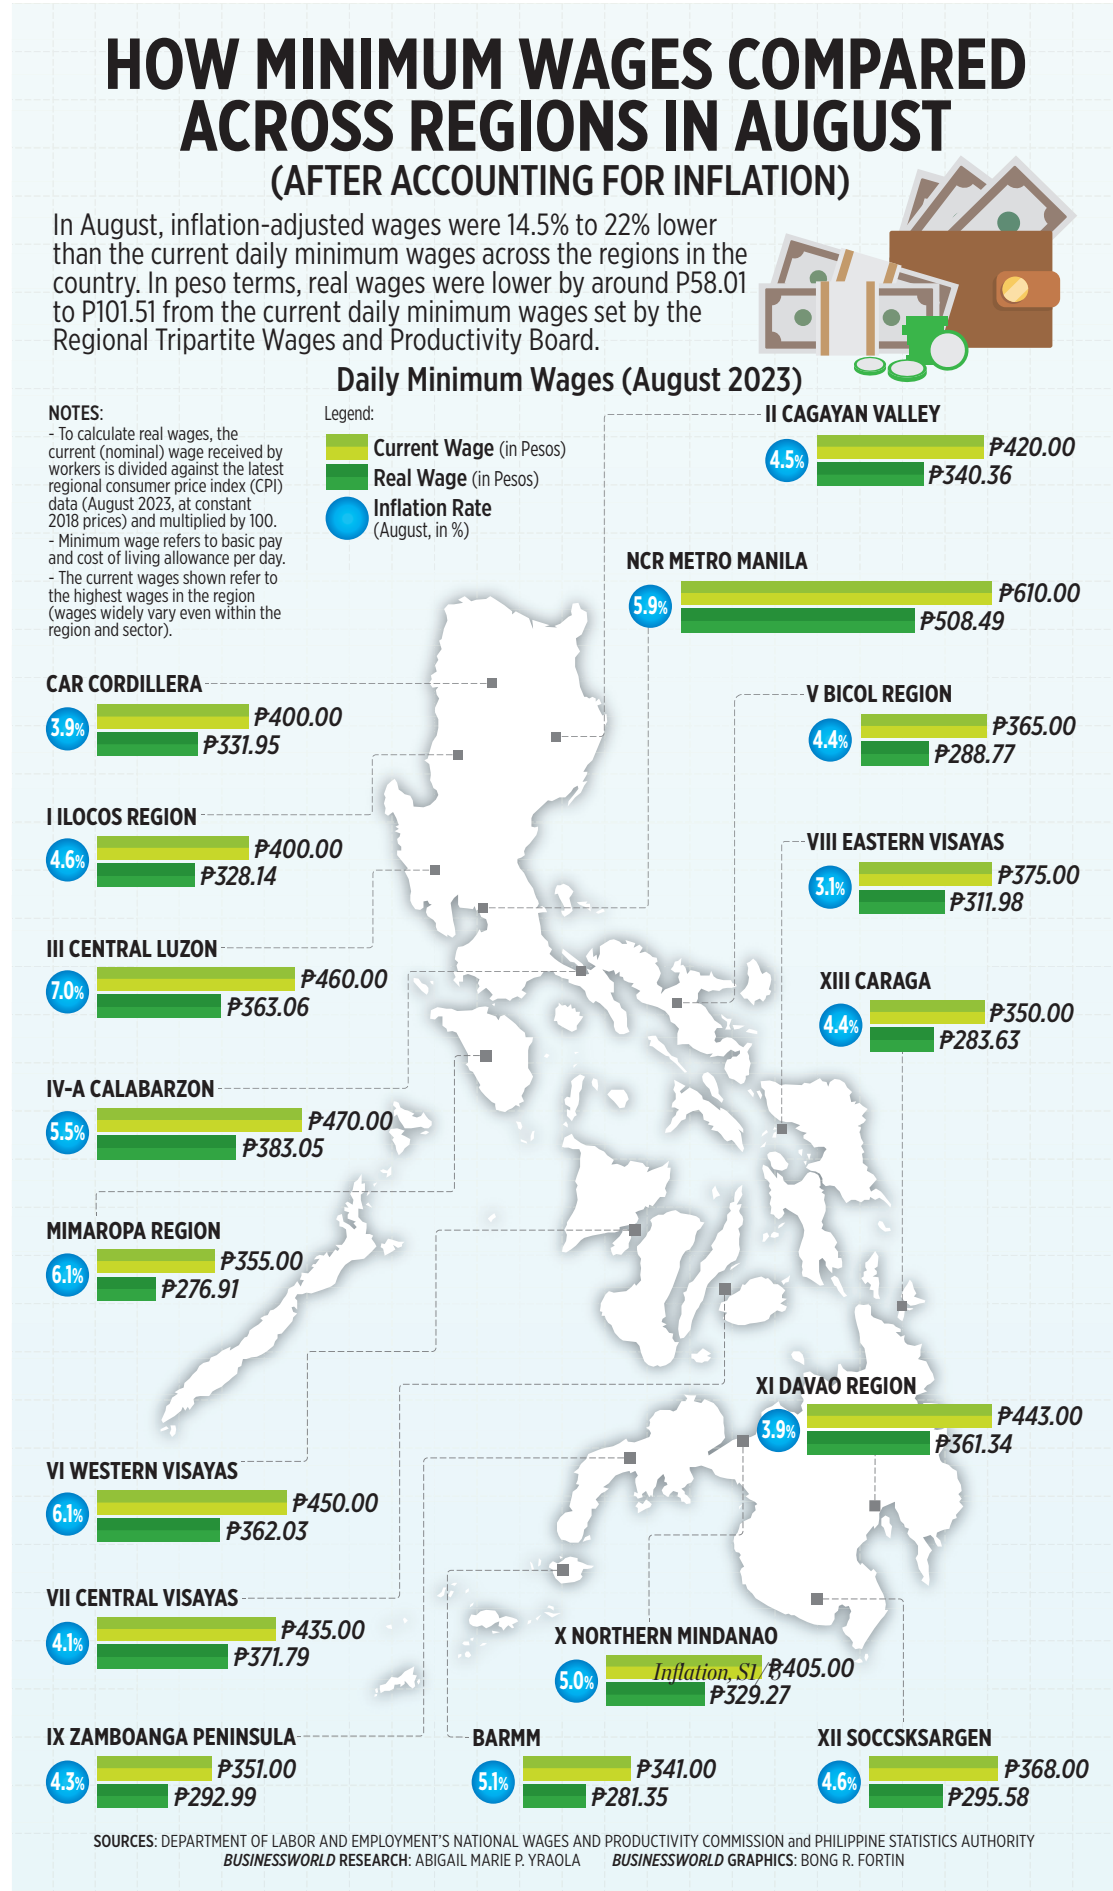 HOW MINIMUM WAGES COMPARED
ACROSS REGIONS IN AUGUST
(AFTER ACCOUNTING FOR INFLATION)
In August, inflation-adjusted wages were 14.5% to 22% lower
than the current daily minimum wages across the regions in the
country. In peso terms, real wages were lower by around P58.01
to P101.51 from the current daily minimum wages set by the
Regional Tripartite Wages and Productivity Board.
Daily Minimum Wages (August 2023)
NOTES:
- To calculate real wages, the
current (nominal) wage received by
workers is divided against the latest
regional consumer price index (CPI)
data (August 2023, at constant
2018 prices) and multiplied by 100.
- Minimum wage refers to basic pay
and cost of living allowance per day.
- The current wages shown refer to
the highest wages in the region
(wages widely vary even within the
region and sector).
Legend:
Current Wage (in Pesos)
Real Wage (in Pesos)
Inflation Rate
(August, in %)
II CAGAYAN VALLEY
4.5%
₱420.00
₱340.36
NCR METRO MANILA
5.9%
₱610.00
₱508.49
CAR CORDILLERA
3.9%
₱400.00
₱331.95
V BICOL REGION
4.4%
₱365.00
₱288.77
I ILOCOS REGION
4.6%
₱400.00
₱328.14
VIII EASTERN VISAYAS
3.1%
₱375.00
₱311.98
III CENTRAL LUZON
7.0%
₱460.00
₱363.06
XIII CARAGA
4.4%
₱350.00
₱283.63
IV-A CALABARZON
5.5%
₱470.00
₱383.05
MIMAROPA REGION
6.1%
₱355.00
₱276.91
XI DAVAO REGION
3.9%
₱443.00
₱361.34
VI WESTERN VISAYAS
6.1%
₱450.00
₱362.03
VII CENTRAL VISAYAS
4.1%
₱435.00
₱371.79
X NORTHERN MINDANAO
5.0%
Inflation, S1/5
₱405.00
₱329.27
IX ZAMBOANGA PENINSULA
4.3%
₱351.00
₱292.99
BARMM
5.1%
₱341.00
₱281.35
XII SOCCSKSARGEN
4.6%
₱368.00
₱295.58
SOURCES: DEPARTMENT OF LABOR AND EMPLOYMENT'S NATIONAL WAGES AND PRODUCTIVITY COMMISSION and PHILIPPINE STATISTICS AUTHORITY
BUSINESSWORLD RESEARCH: ABIGAIL MARIE P. YRAOLA BUSINESSWORLD GRAPHICS: BONG R. FORTIN